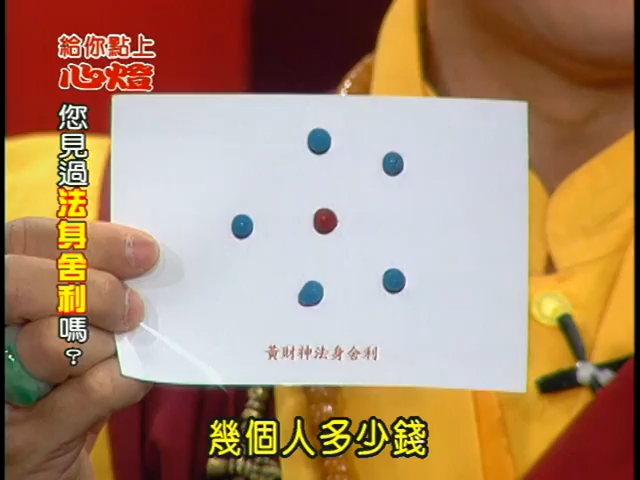 給你點上
心燈
您見過法身舍利嗎？
黃財神法身舍利
幾個人多少錢